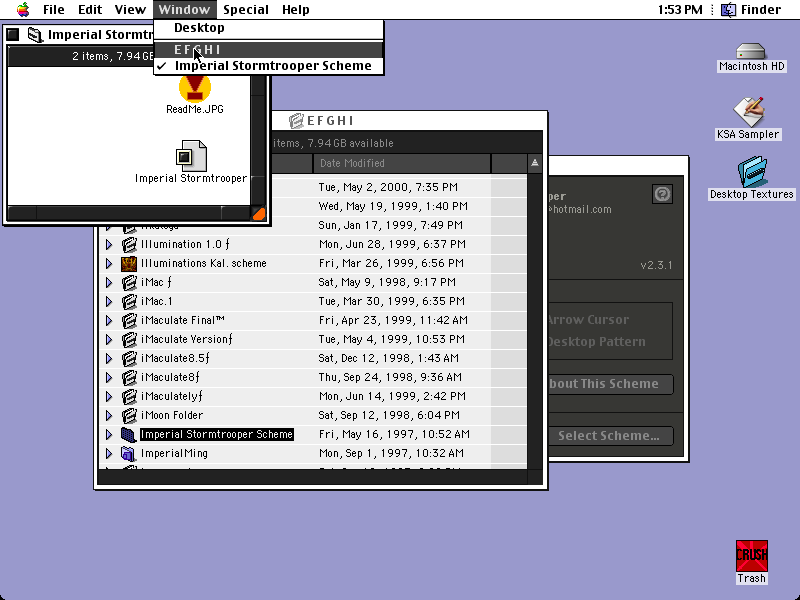 File Edit View Window Special Help 1:53 PM Finder
Desktop
E F G H I
✓ Imperial Stormtrooper Scheme
Imperial Stormtr
2 items, 7.94 GB
ReadMe.JPG
Imperial Stormtrooper
Macintosh HD
KSA Sampler
Desktop Textures
E F G H I
items, 7.94 GB available
Date Modified
Tue, May 2, 2000, 7:35 PM
Wed, May 19, 1999, 1:40 PM
Sun, Jan 17, 1999, 7:49 PM
Illumination 1.0 ƒ Mon, Jun 28, 1999, 6:37 PM
Illuminations Kal. scheme Fri, Mar 26, 1999, 6:56 PM
iMac ƒ Sat, May 9, 1998, 9:17 PM
iMac.1 Tue, Mar 30, 1999, 6:35 PM
iMaculate Final™ Fri, Apr 23, 1999, 11:42 AM
iMaculate Versionƒ Tue, May 4, 1999, 10:53 PM
iMaculate8.5ƒ Sat, Dec 12, 1998, 1:43 AM
iMaculate8ƒ Thu, Sep 24, 1998, 9:36 AM
iMaculatelyƒ Mon, Jun 14, 1999, 2:42 PM
iMoon Folder Sat, Sep 12, 1998, 6:04 PM
Imperial Stormtrooper Scheme Fri, May 16, 1997, 10:52 AM
ImperialMing Mon, Sep 1, 1997, 10:32 AM
per
@hotmail.com
v2.3.1
Arrow Cursor
Desktop Pattern
bout This Scheme
Select Scheme...
CRUSH
Trash